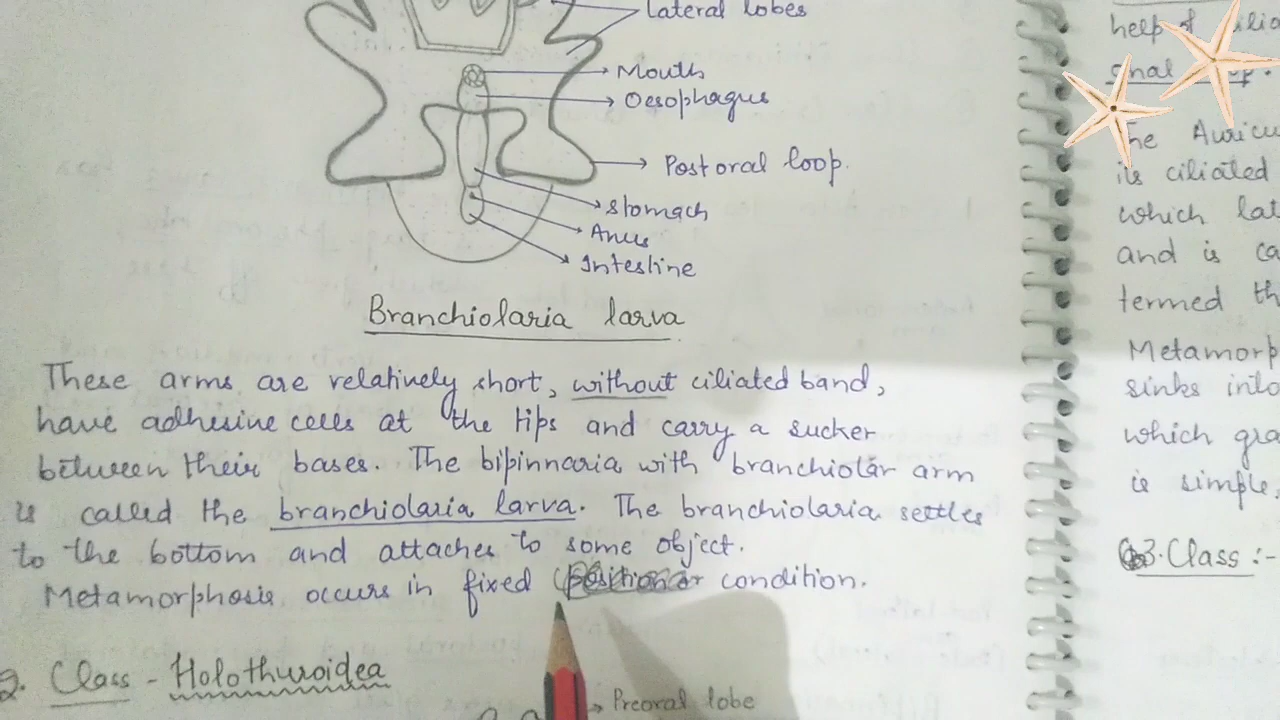 Lateral lobes
Mouth
Oesophagus
Postoral loop.
Stomach
Anus
Intestine
Branchiolaria larva
These arms are relatively short, without ciliated band,
have adhesive cells at the tips and carry a sucker
between their bases. The bipinnaria with branchiolar arm
is called the branchiolaria larva. The branchiolaria settles
to the bottom and attaches to some object.
Metamorphosis occurs in fixed condition.
2. Class - Holothuroidea
Preoral lobe
help of
The Auricu
its ciliated
which lat
and is ca
termed th
Metamorp
sinks into
which gra
is simple.
3. Class :-